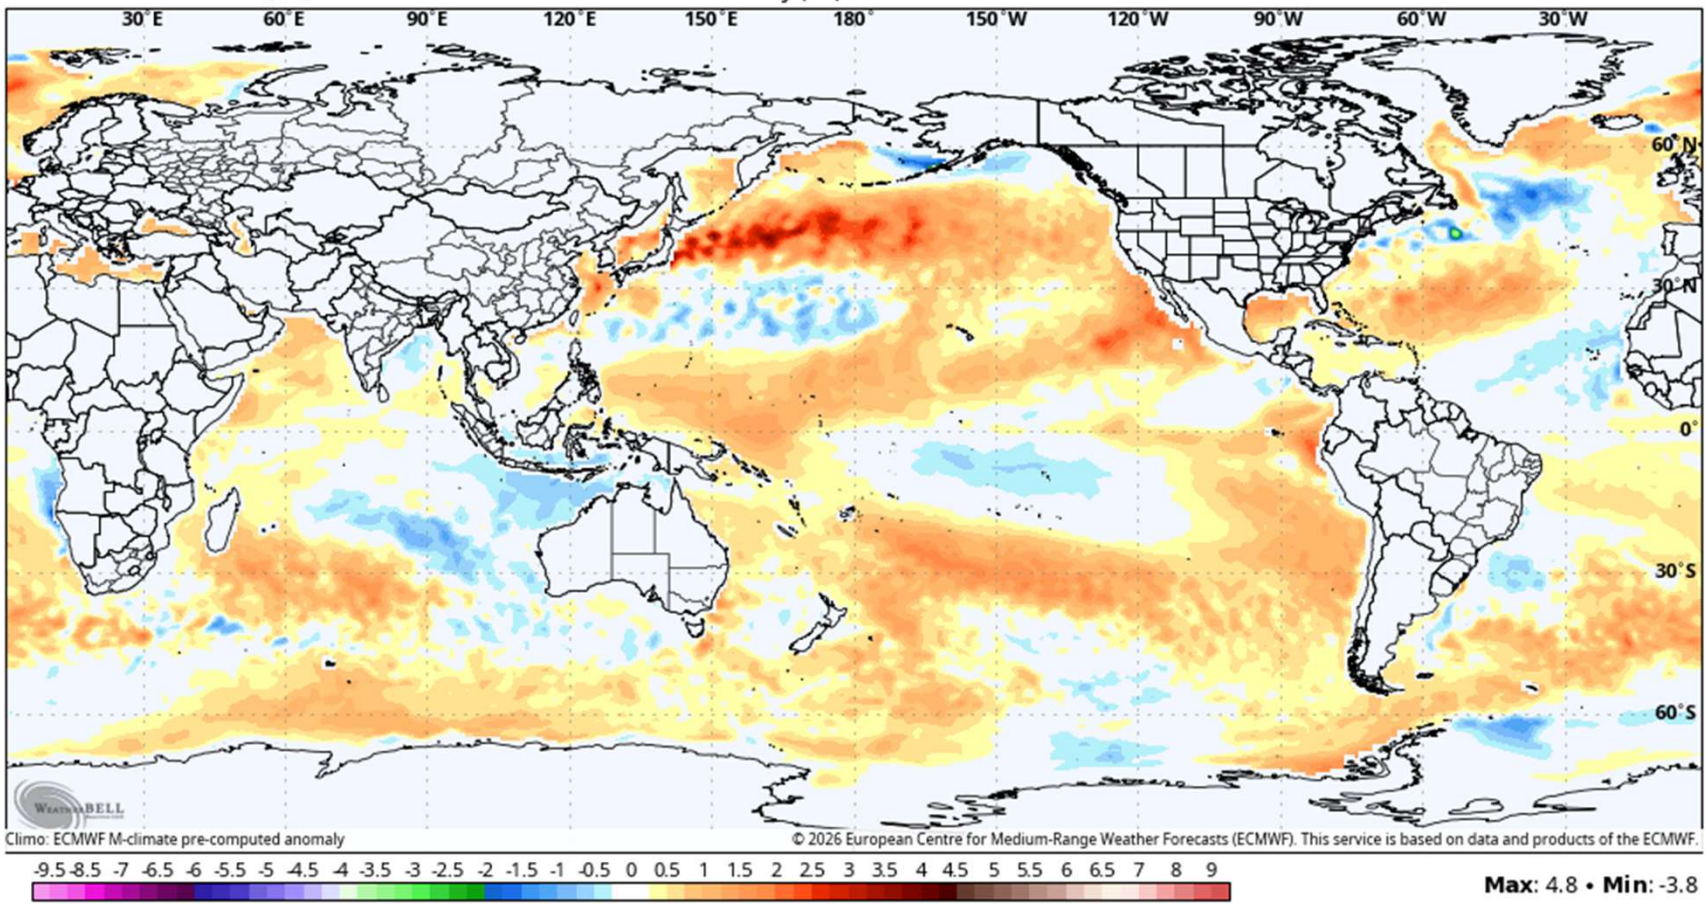 30°E 60°E 90°E 120°E 150°E 180° 150°W 120°W 90°W 60°W 30°W
60°N
30°N
0°
30°S
60°S
WEATHERBELL
Climo: ECMWF M-climate pre-computed anomaly
© 2026 European Centre for Medium-Range Weather Forecasts (ECMWF). This service is based on data and products of the ECMWF.
-9.5 -8.5 -7 -6.5 -6 -5.5 -5 -4.5 -4 -3.5 -3 -2.5 -2 -1.5 -1 -0.5 0 0.5 1 1.5 2 2.5 3 3.5 4 4.5 5 5.5 6 6.5 7 8 9
Max: 4.8 • Min: -3.8